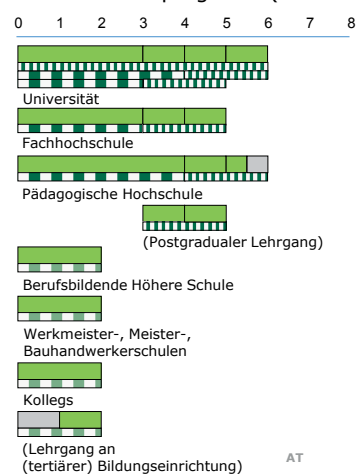 0 1 2 3 4 5 6 7 8
Universität
Fachhochschule
Pädagogische Hochschule
(Postgradualer Lehrgang)
Berufsbildende Höhere Schule
Werkmeister-, Meister-,
Bauhandwerkerschulen
Kollegs
(Lehrgang an
(tertiärer) Bildungseinrichtung)
AT